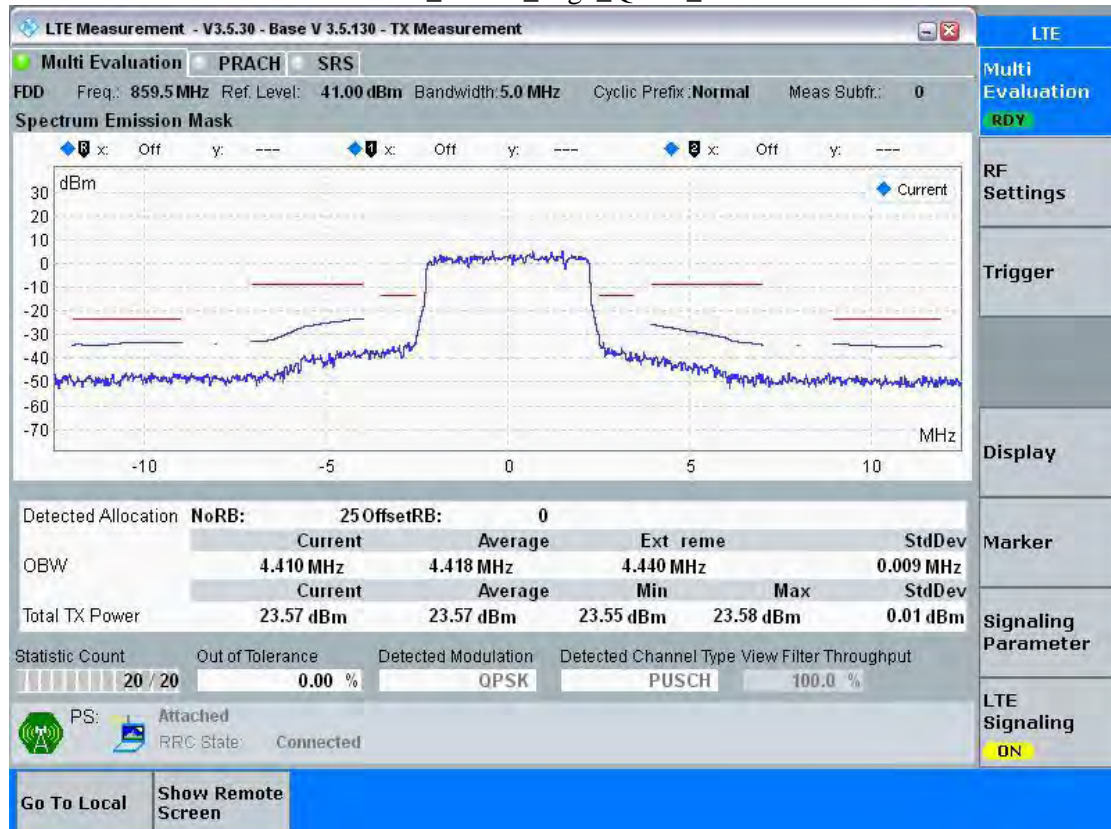 LTE Measurement - V3.5.30 - Base V 3.5.130 - TX Measurement
LTE
Multi Evaluation PRACH SRS
Multi
Evaluation
RDY
FDD Freq.: 859.5 MHz Ref. Level: 41.00 dBm Bandwidth: 5.0 MHz Cyclic Prefix : Normal Meas Subfr.: 0
Spectrum Emission Mask
R x: Off y: --- 1 x: Off y: --- 2 x: Off y: ---
dBm
Current
30
20
10
0
-10
-20
-30
-40
-50
-60
-70
MHz
-10 -5 0 5 10
RF
Settings
Trigger
Display
Marker
Signaling
Parameter
LTE
Signaling
ON
Detected Allocation NoRB: 25 OffsetRB: 0
Current Average Ext reme StdDev
OBW 4.410 MHz 4.418 MHz 4.440 MHz 0.009 MHz
Current Average Min Max StdDev
Total TX Power 23.57 dBm 23.57 dBm 23.55 dBm 23.58 dBm 0.01 dBm
Statistic Count Out of Tolerance Detected Modulation Detected Channel Type View Filter Throughput
20 / 20 0.00 % QPSK PUSCH 100.0 %
PS: Attached
RRC State: Connected
Go To Local
Show Remote
Screen